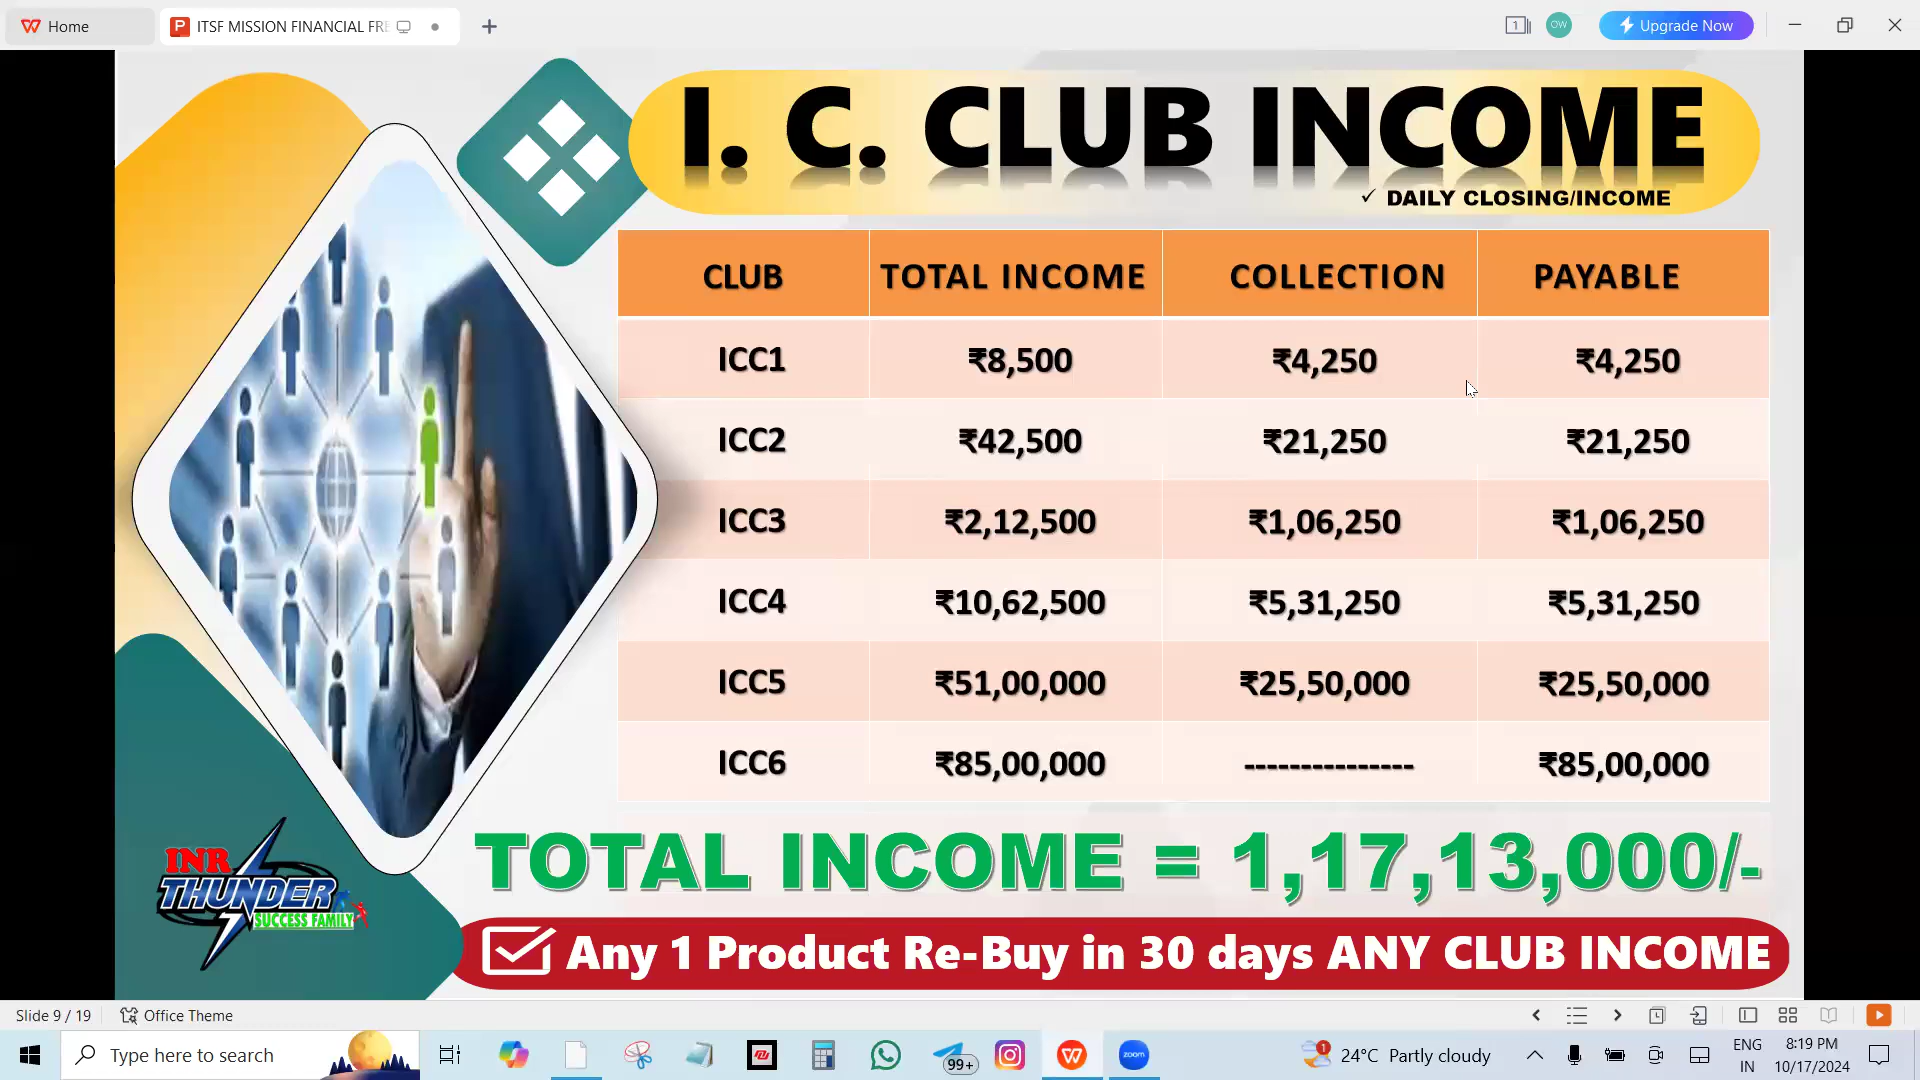 Home
ITSF MISSION FINANCIAL FRE
1
OW
Upgrade Now
I. C. CLUB INCOME
✓ DAILY CLOSING/INCOME
CLUB TOTAL INCOME COLLECTION PAYABLE
ICC1 ₹8,500 ₹4,250 ₹4,250
ICC2 ₹42,500 ₹21,250 ₹21,250
ICC3 ₹2,12,500 ₹1,06,250 ₹1,06,250
ICC4 ₹10,62,500 ₹5,31,250 ₹5,31,250
ICC5 ₹51,00,000 ₹25,50,000 ₹25,50,000
ICC6 ₹85,00,000 --------------- ₹85,00,000
INR
THUNDER
SUCCESS FAMILY
TOTAL INCOME = 1,17,13,000/-
Any 1 Product Re-Buy in 30 days ANY CLUB INCOME
Slide 9 / 19
Office Theme
Type here to search
99+
zoom
1
24°C Partly cloudy
ENG
IN
8:19 PM
10/17/2024